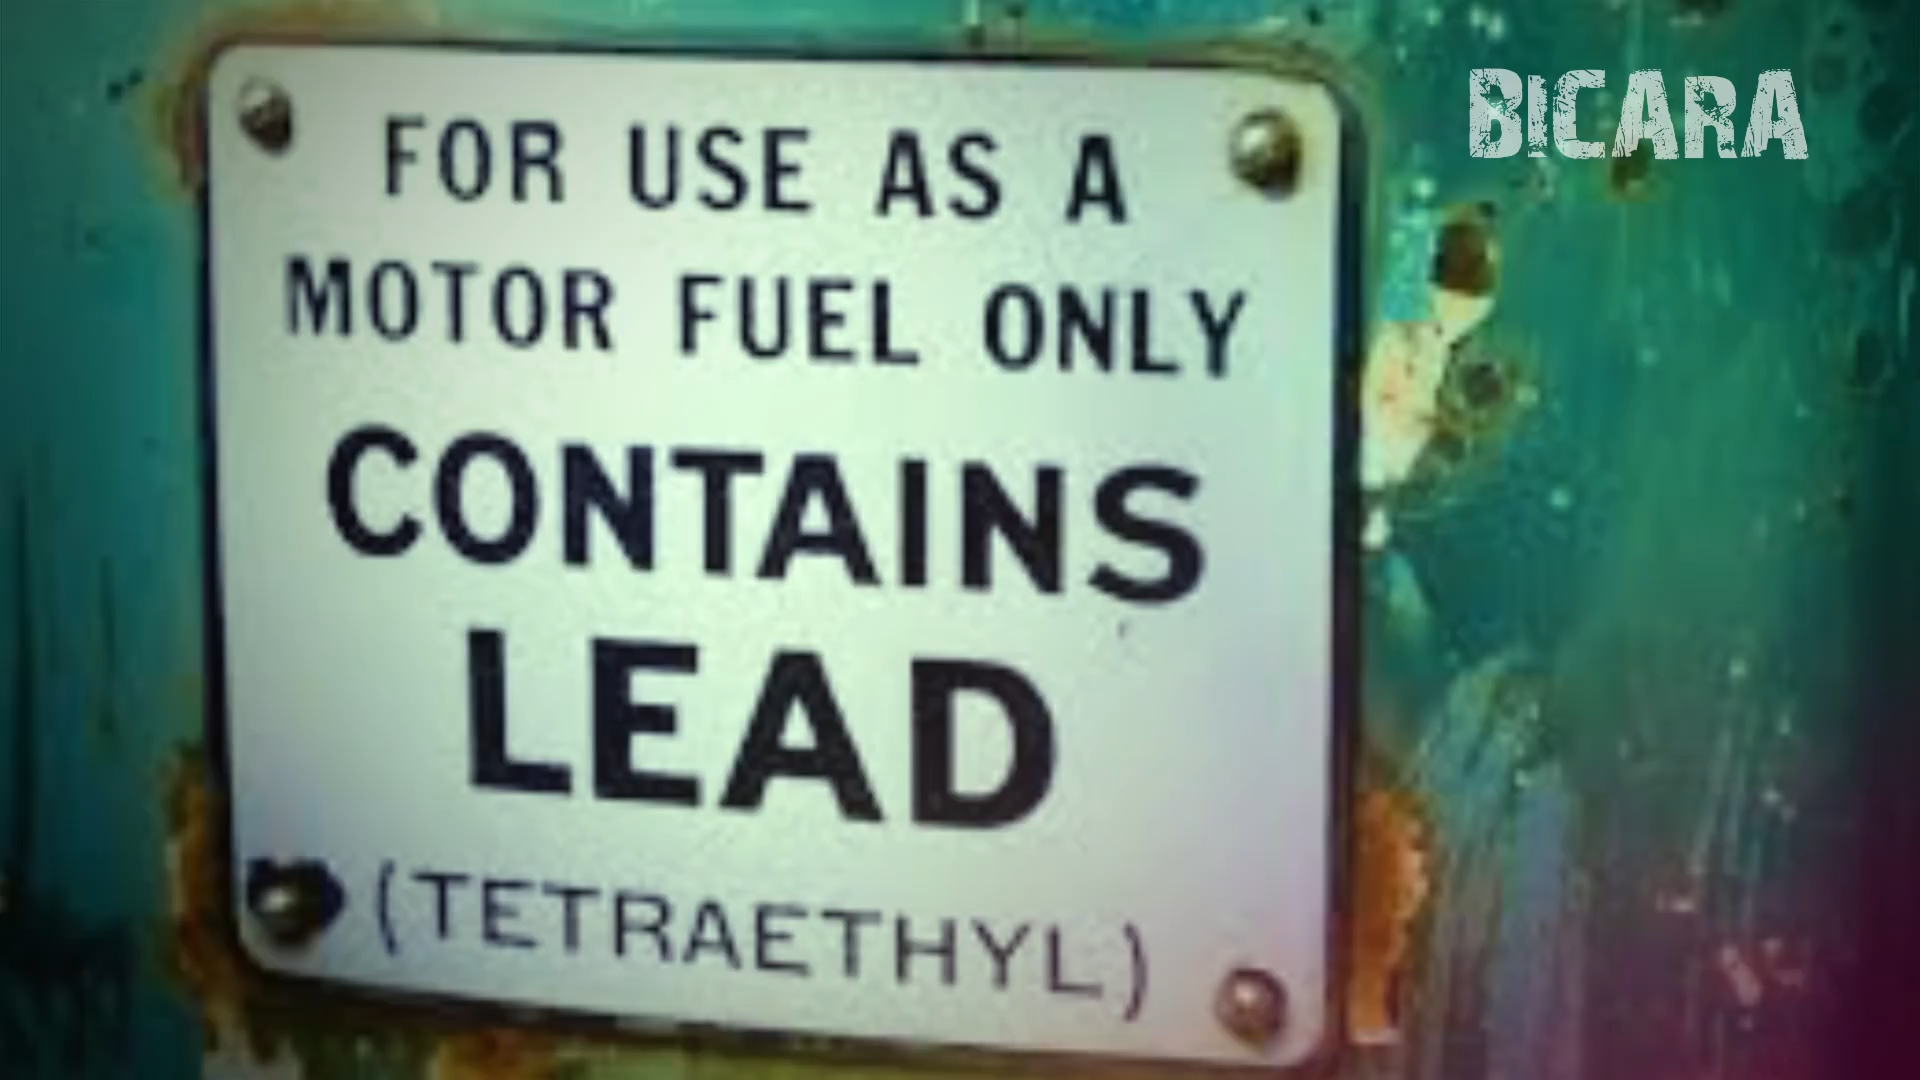 BiCARA
FOR USE AS A
MOTOR FUEL ONLY
CONTAINS
LEAD
(TETRAETHYL)